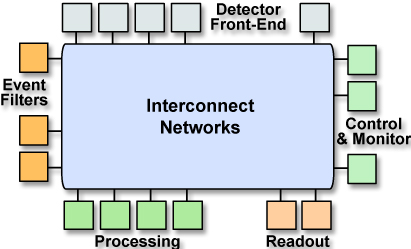 Detector
Front-End
Event
Filters
Interconnect
Networks
Control
& Monitor
Processing
Readout